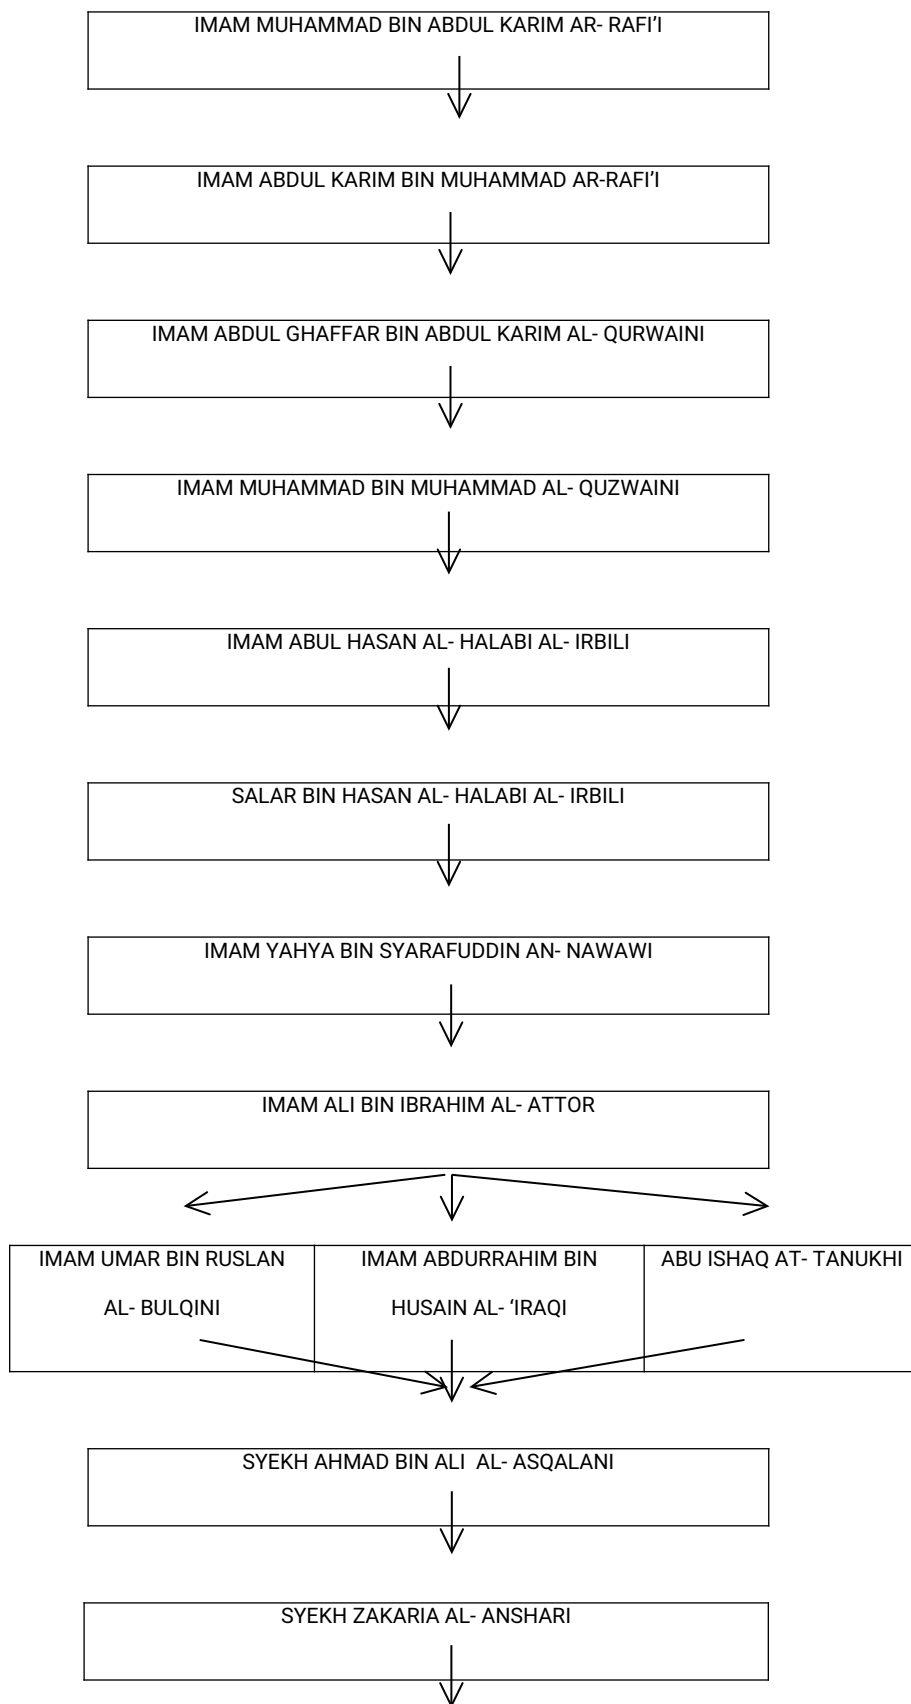 IMAM MUHAMMAD BIN ABDUL KARIM AR- RAFI’I
IMAM ABDUL KARIM BIN MUHAMMAD AR-RAFI’I
IMAM ABDUL GHAFFAR BIN ABDUL KARIM AL- QURWAINI
IMAM MUHAMMAD BIN MUHAMMAD AL- QUZWAINI
IMAM ABUL HASAN AL- HALABI AL- IRBILI
SALAR BIN HASAN AL- HALABI AL- IRBILI
IMAM YAHYA BIN SYARAFUDDIN AN- NAWAWI
IMAM ALI BIN IBRAHIM AL- ATTOR
IMAM UMAR BIN RUSLAN
AL- BULQINI
IMAM ABDURRAHIM BIN
HUSAIN AL- ‘IRAQI
ABU ISHAQ AT- TANUKHI
SYEKH AHMAD BIN ALI  AL- ASQALANI
SYEKH ZAKARIA AL- ANSHARI